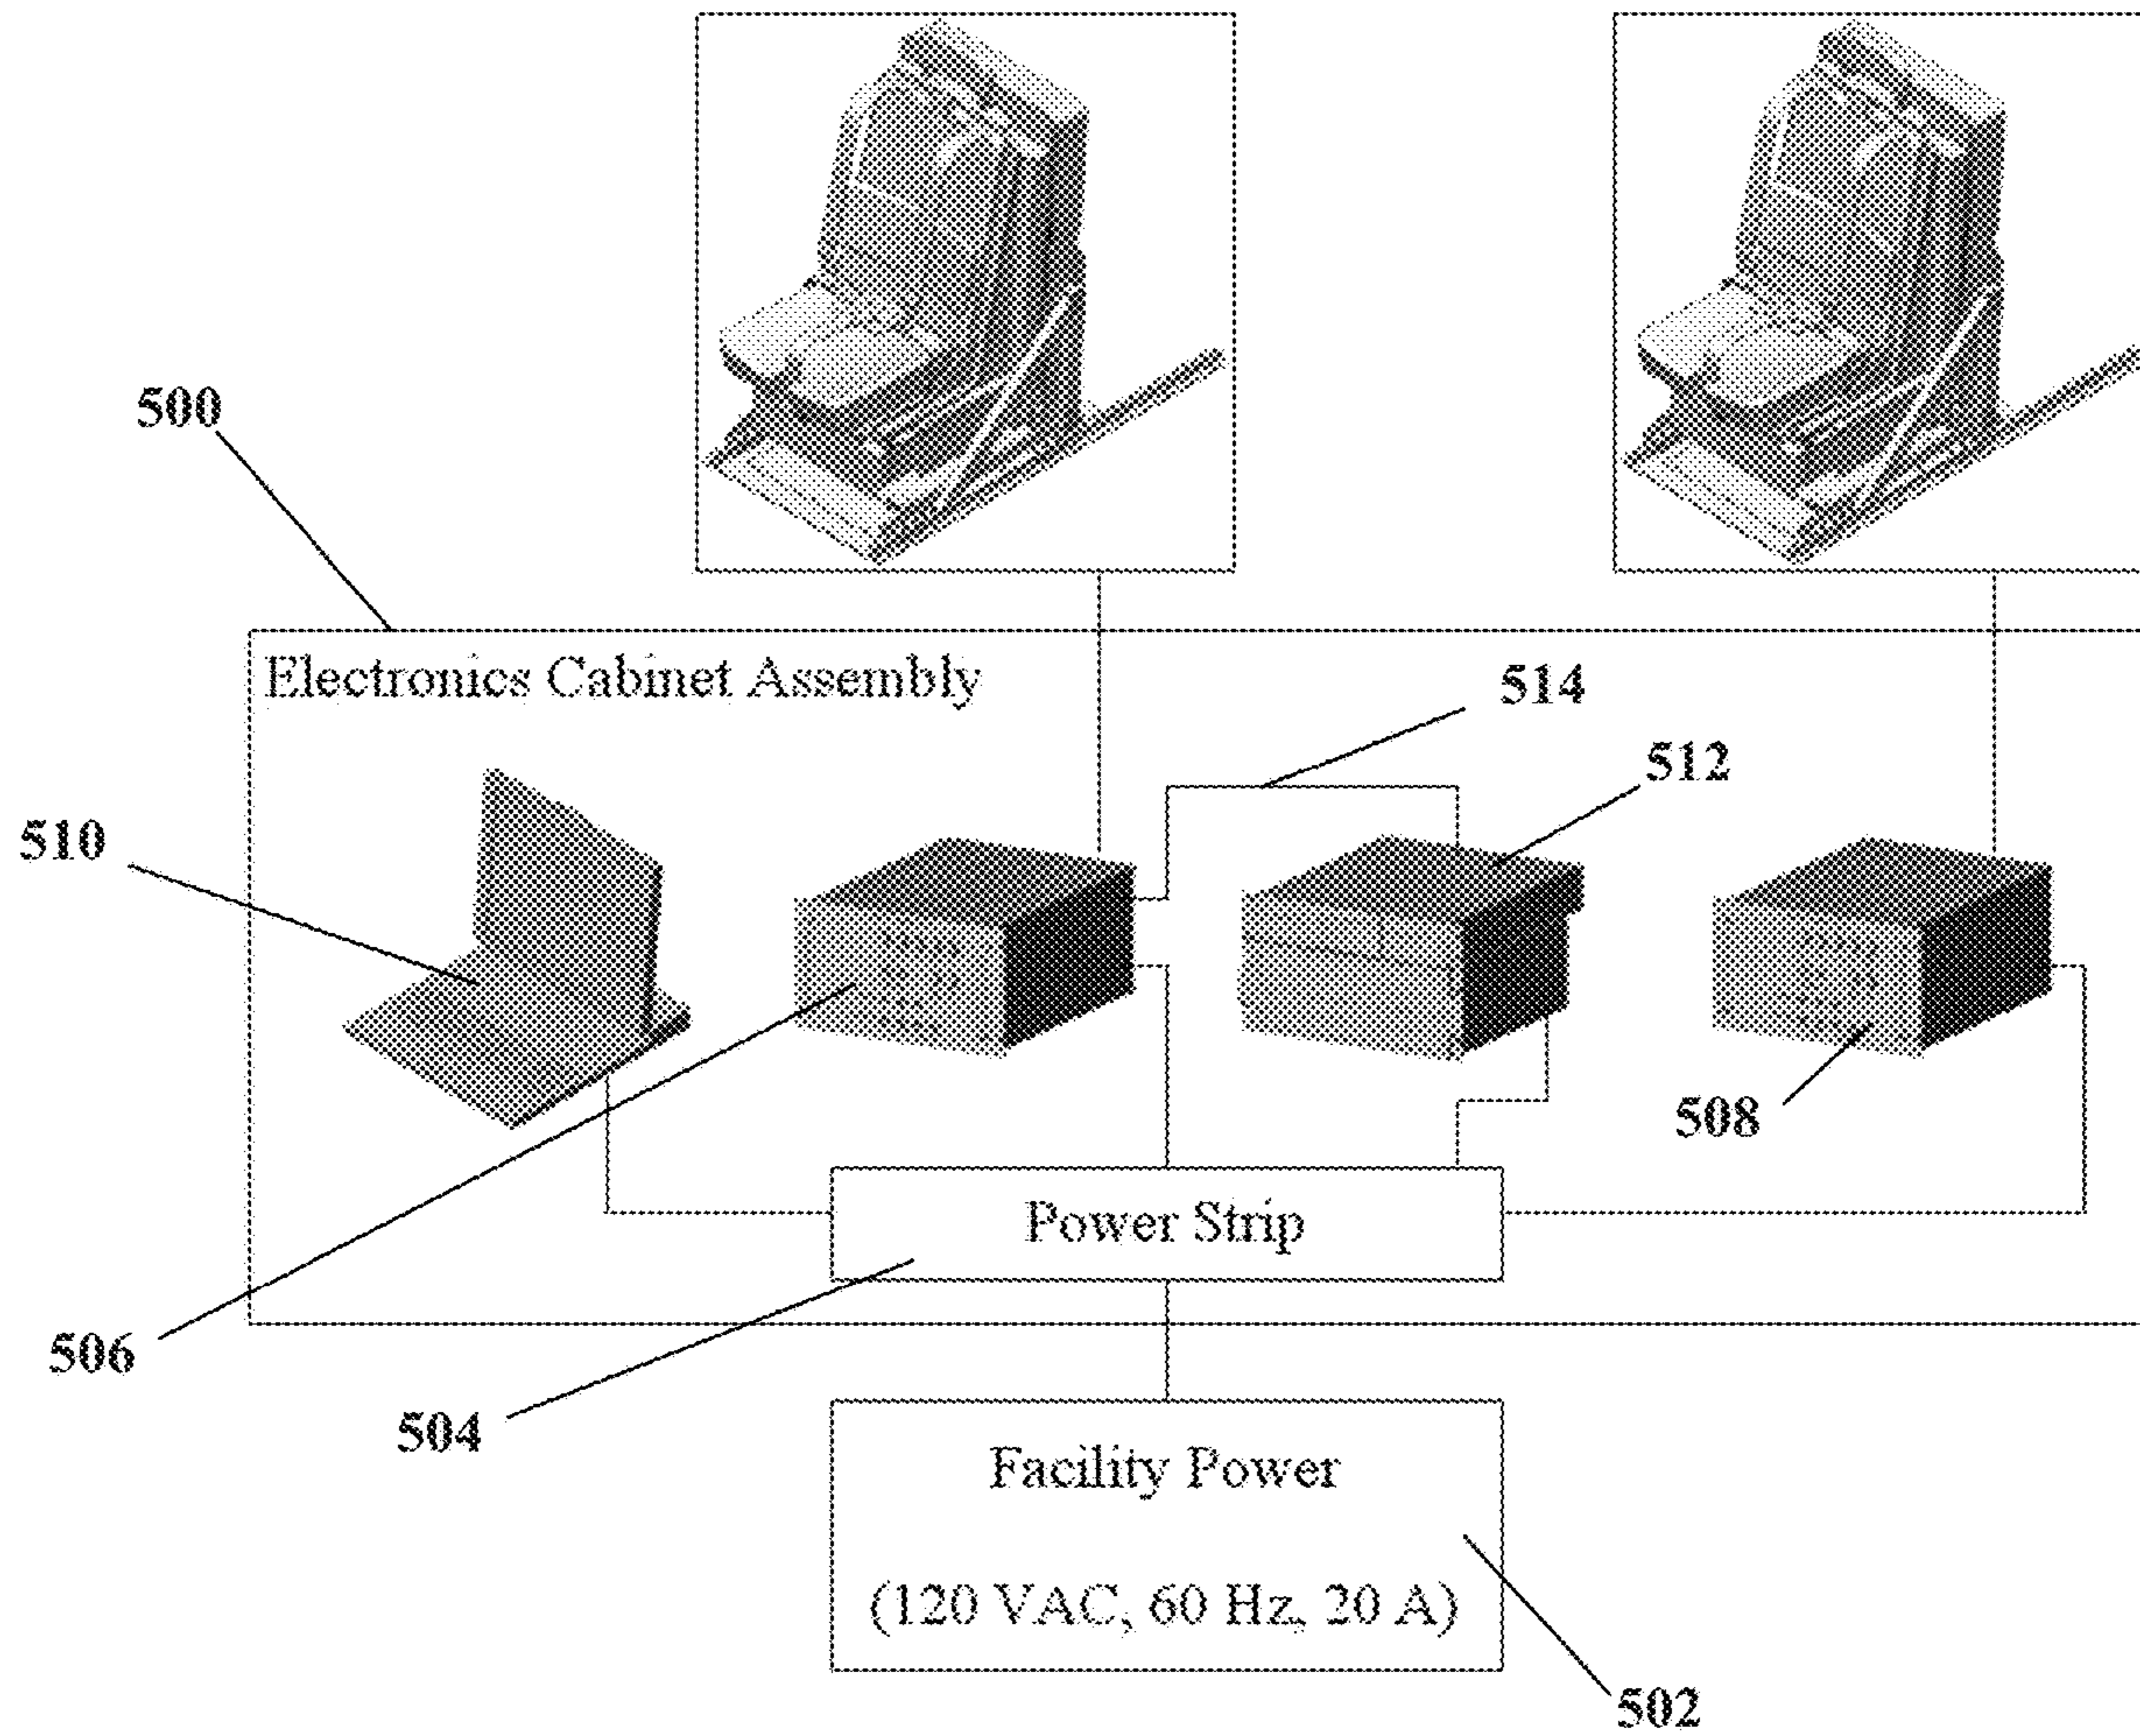 500
Electronics Cabinet Assembly
514
512
510
508
Power Strip
506
504
Facility Power
(120 VAC, 60 Hz, 20 A)
502